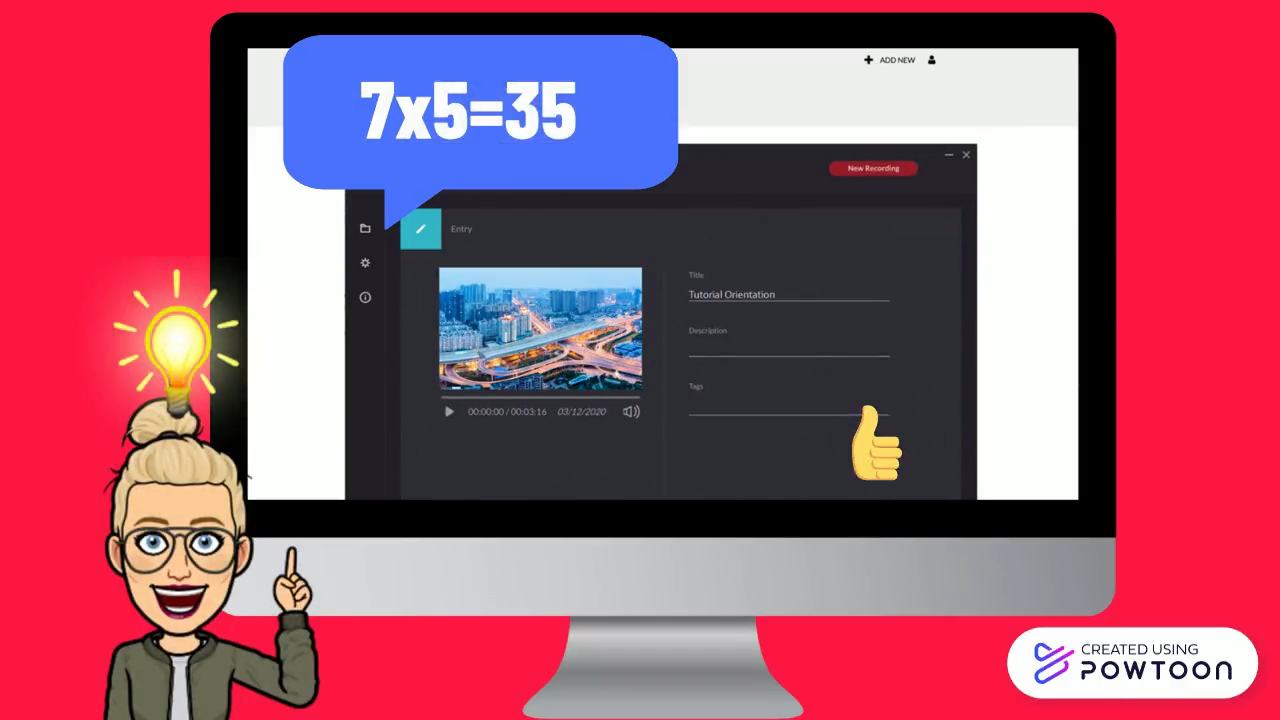 7x5=35
ADD NEW
New Recording
Entry
Title
Tutorial Orientation
Description
Tags
00:00:00 / 00:03:16 03/12/2020
CREATED USING
POWTOON